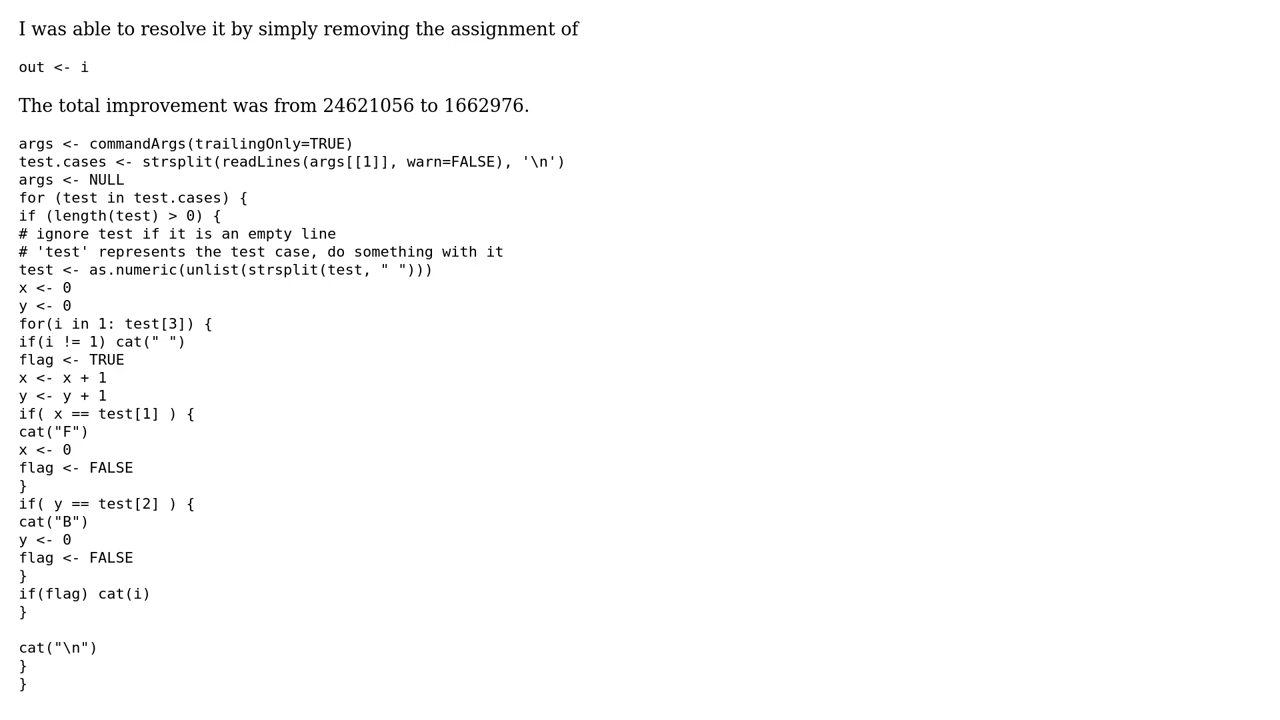 I was able to resolve it by simply removing the assignment of
out <- i
The total improvement was from 24621056 to 1662976.
args <- commandArgs(trailingOnly=TRUE)
test.cases <- strsplit(readLines(args[[1]], warn=FALSE), '\n')
args <- NULL
for (test in test.cases) {
if (length(test) > 0) {
# ignore test if it is an empty line
# 'test' represents the test case, do something with it
test <- as.numeric(unlist(strsplit(test, " ")))
x <- 0
y <- 0
for(i in 1: test[3]) {
if(i != 1) cat(" ")
flag <- TRUE
x <- x + 1
y <- y + 1
if( x == test[1] ) {
cat("F")
x <- 0
flag <- FALSE
}
if( y == test[2] ) {
cat("B")
y <- 0
flag <- FALSE
}
if(flag) cat(i)
}
cat("\n")
}
}